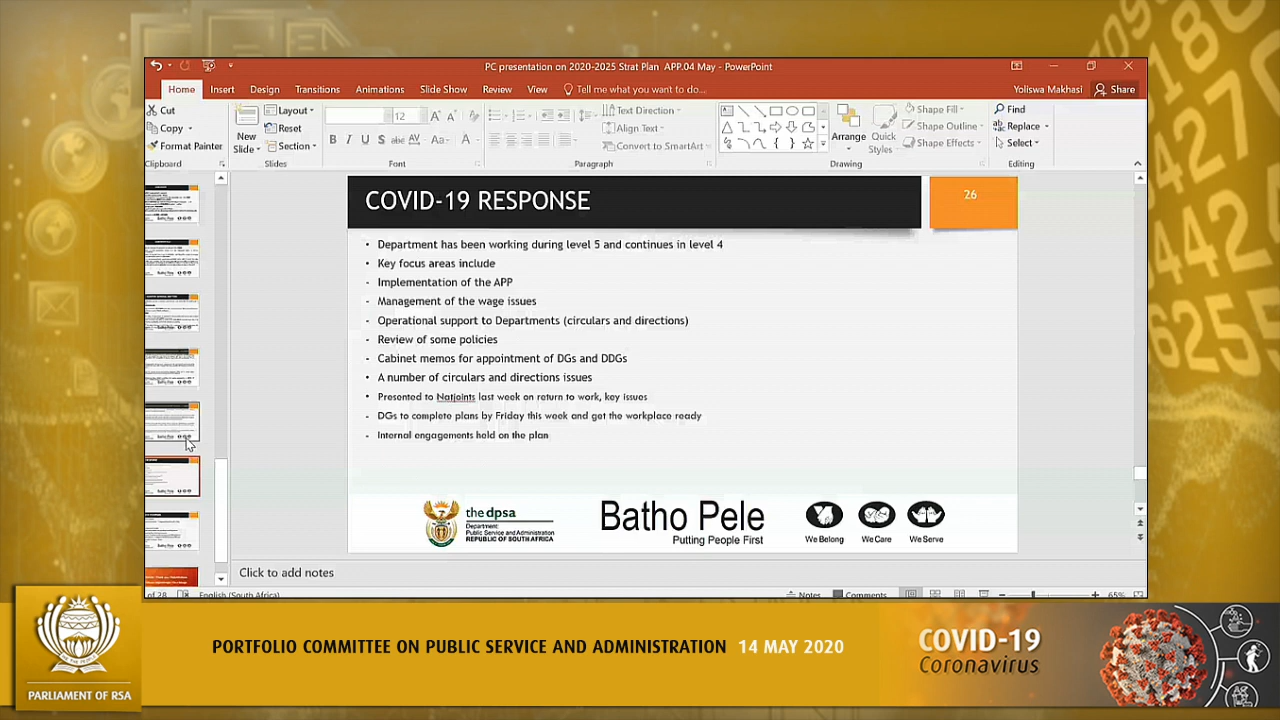 PC presentation on 2020-2025 Strat Plan APP.04 May - PowerPoint
Home Insert Design Transitions Animations Slide Show Review View Tell me what you want to do... Yoliswa Makhasi Share
Cut
Copy
Format Painter
Clipboard
New Slide
Layout
Reset
Section
Slides
12
B I U S abc AV Aa A
Font
Text Direction
Align Text
Convert to SmartArt
Paragraph
Arrange
Quick Styles
Shape Fill
Shape Outline
Shape Effects
Drawing
Find
Replace
Select
Editing
COVID-19 RESPONSE
26
• Department has been working during level 5 and continues in level 4
• Key focus areas include
- Implementation of the APP
- Management of the wage issues
- Operational support to Departments (circulars and directions)
- Review of some policies
- Cabinet memos for appointment of DGs and DDGs
- A number of circulars and directions issues
• Presented to Natjoints last week on return to work, key issues
- DGs to complete plans by Friday this week and get the workplace ready
- Internal engagements held on the plan
the dpsa
Department:
Public Service and Administration
REPUBLIC OF SOUTH AFRICA
Batho Pele
Putting People First
We Belong We Care We Serve
Click to add notes
of 28 English (South Africa) Notes Comments 65%
PARLIAMENT OF RSA
PORTFOLIO COMMITTEE ON PUBLIC SERVICE AND ADMINISTRATION 14 MAY 2020
COVID-19
Coronavirus